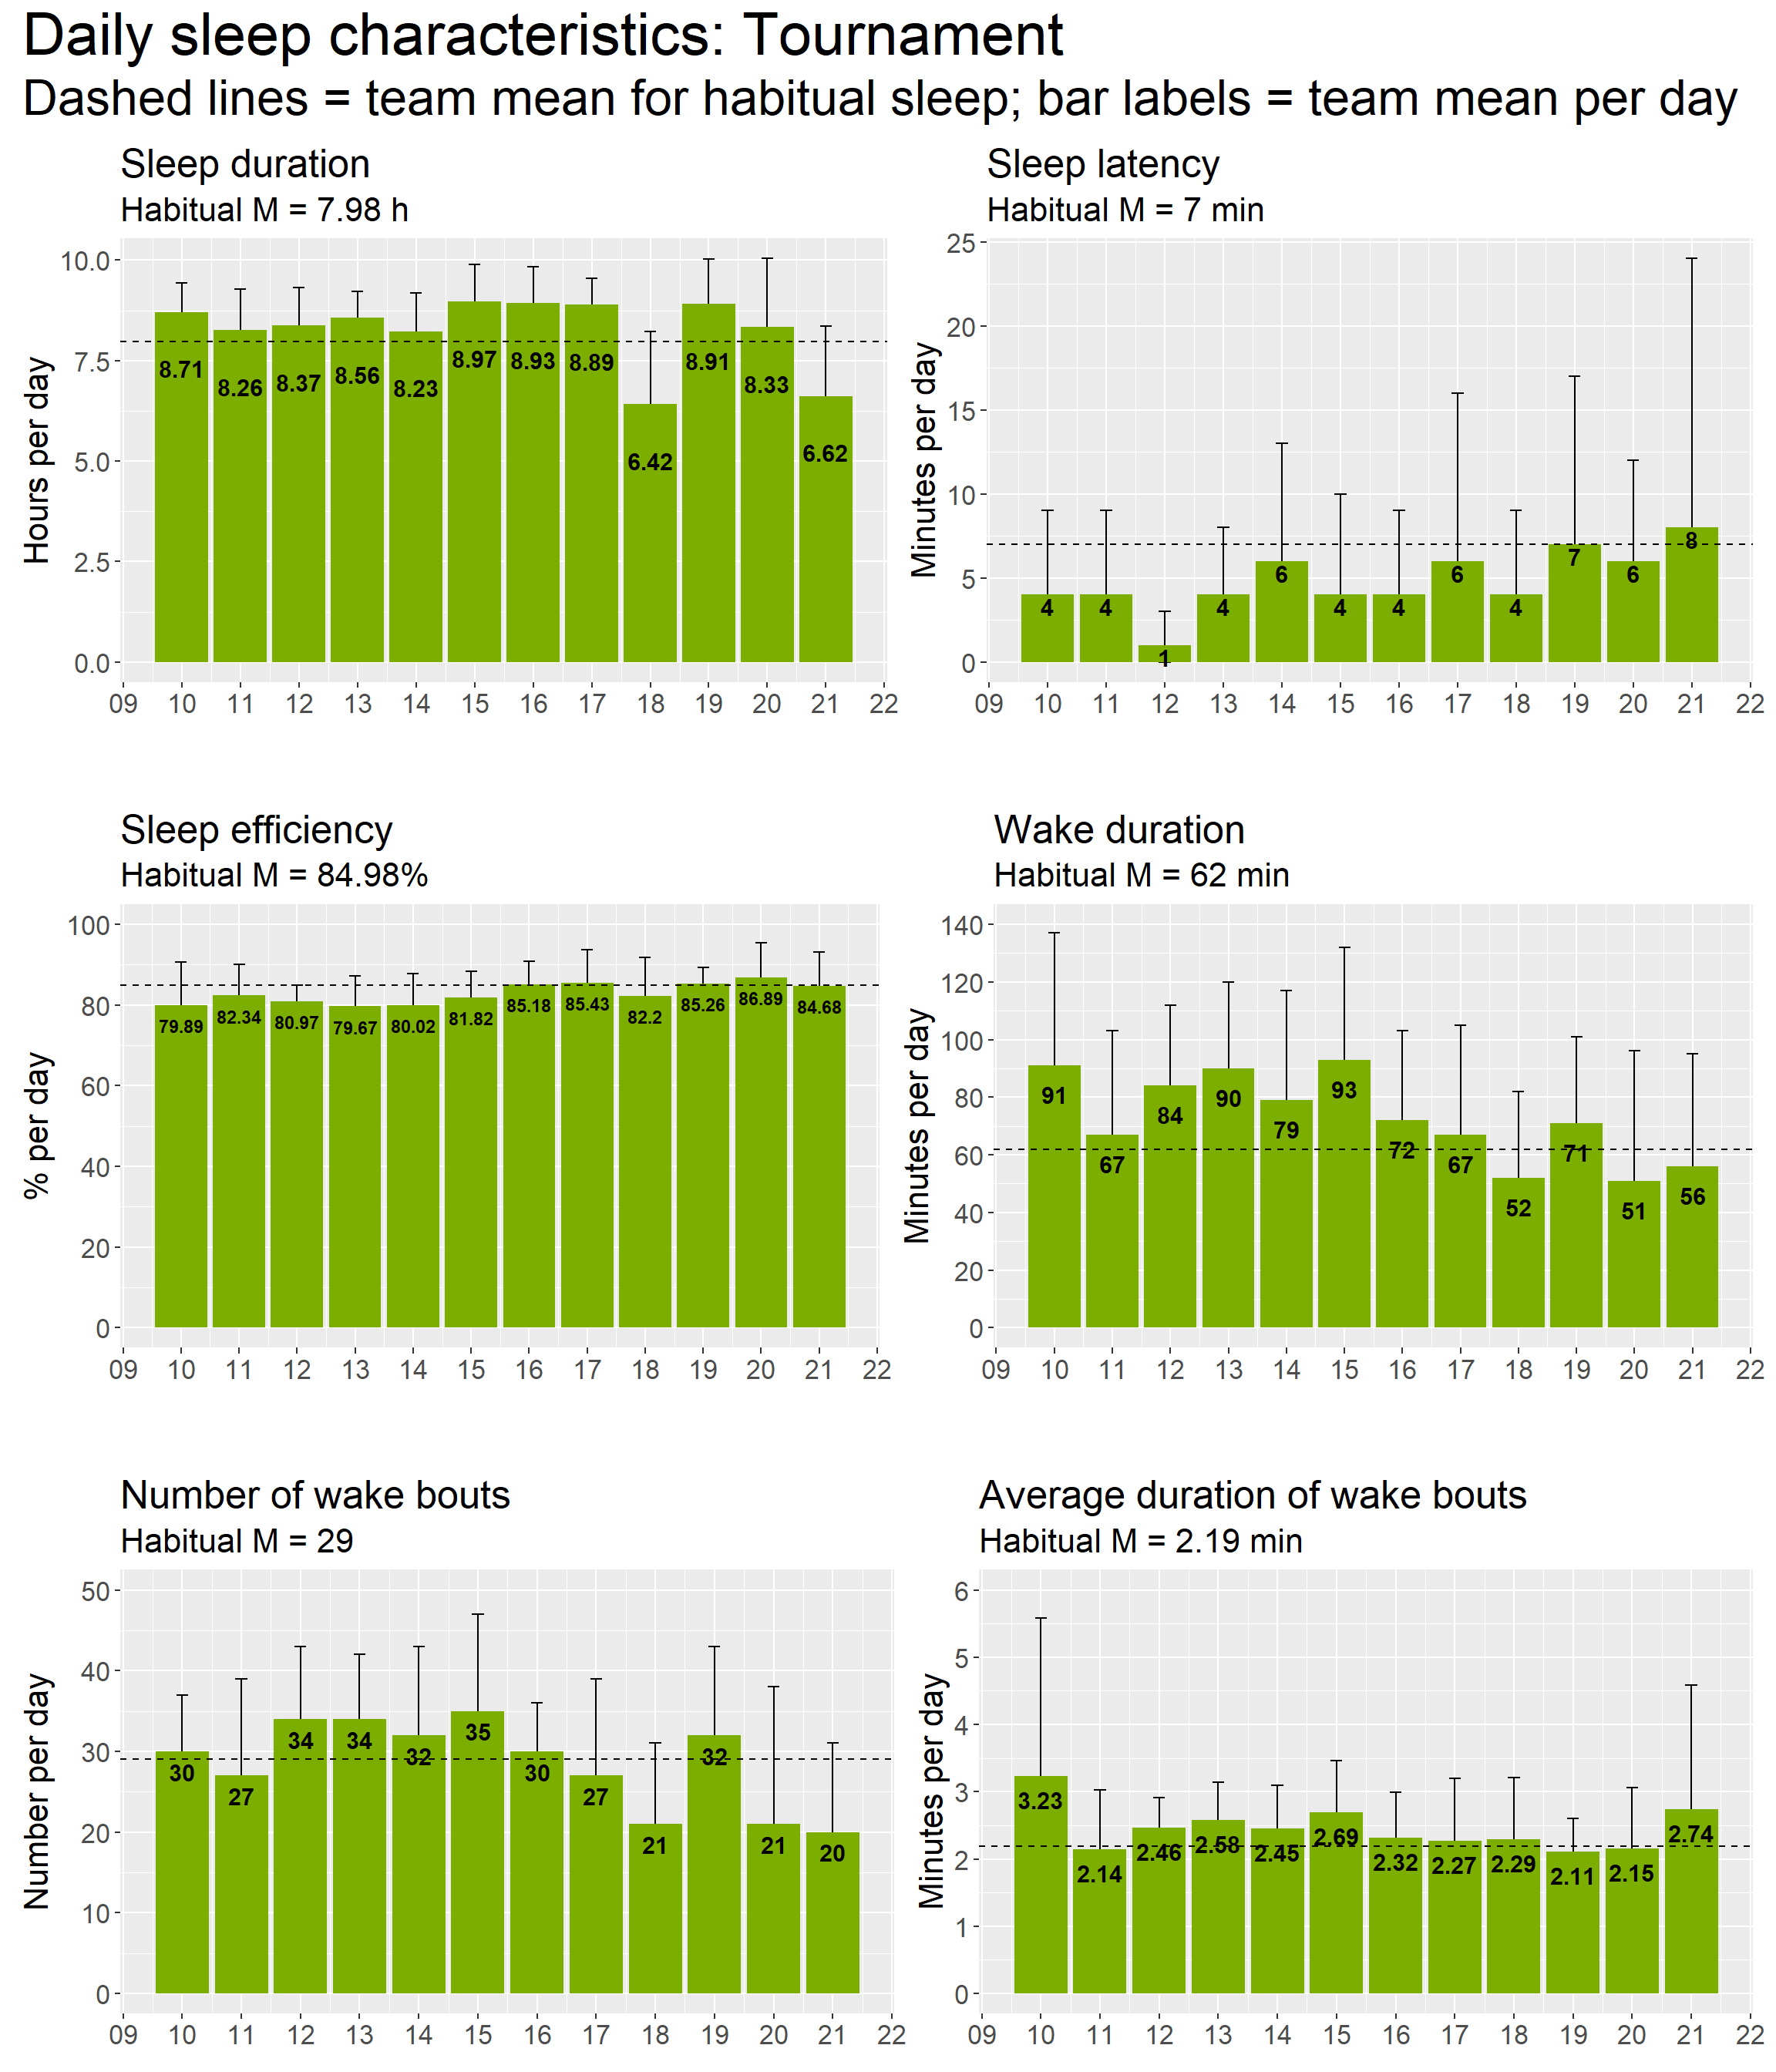 Daily sleep characteristics: Tournament
Dashed lines = team mean for habitual sleep; bar labels = team mean per day
Sleep duration
Habitual M = 7.98 h
Hours per day
10.0
7.5
5.0
2.5
0.0
8.71 8.26 8.37 8.56 8.23 8.97 8.93 8.89 6.42 8.91 8.33 6.62
09 10 11 12 13 14 15 16 17 18 19 20 21 22
Sleep latency
Habitual M = 7 min
Minutes per day
25
20
15
10
5
0
4 4 1 4 6 4 4 6 4 7 6 8
09 10 11 12 13 14 15 16 17 18 19 20 21 22
Sleep efficiency
Habitual M = 84.98%
% per day
100
80
60
40
20
0
79.89 82.34 80.97 79.67 80.02 81.82 85.18 85.43 82.2 85.26 86.89 84.68
09 10 11 12 13 14 15 16 17 18 19 20 21 22
Wake duration
Habitual M = 62 min
Minutes per day
140
120
100
80
60
40
20
0
91 67 84 90 79 93 72 67 52 71 51 56
09 10 11 12 13 14 15 16 17 18 19 20 21 22
Number of wake bouts
Habitual M = 29
Number per day
50
40
30
20
10
0
30 27 34 34 32 35 30 27 21 32 21 20
09 10 11 12 13 14 15 16 17 18 19 20 21 22
Average duration of wake bouts
Habitual M = 2.19 min
Minutes per day
6
5
4
3
2
1
0
3.23 2.14 2.46 2.58 2.45 2.69 2.32 2.27 2.29 2.11 2.15 2.74
09 10 11 12 13 14 15 16 17 18 19 20 21 22